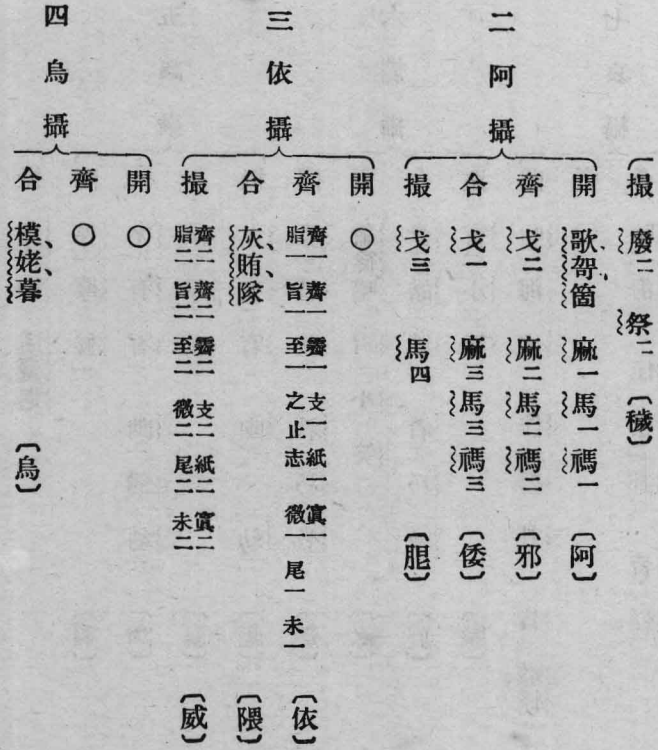 撮 廢二 祭二 〔穢〕
二 阿 攝
開 歌哿箇 麻一 馬一 禡一 〔阿〕
齊 戈二 麻二 馬二 禡二 〔邪〕
合 戈一 麻三 馬三 禡三 〔倭〕
撮 戈三 馬四 〔䏢〕
三 依 攝
開 ○
齊 齊一 薺一 霽一 支一 紙一 寘一 脂一 旨一 至一 之止志 微一 尾一 未一 〔依〕
合 灰、賄、隊 〔隈〕
撮 齊二 薺二 霽二 支二 紙二 寘二 脂二 旨二 至二 微二 尾二 未二 〔威〕
四 烏 攝
開 ○
齊 ○
合 模、姥、暮 〔烏〕